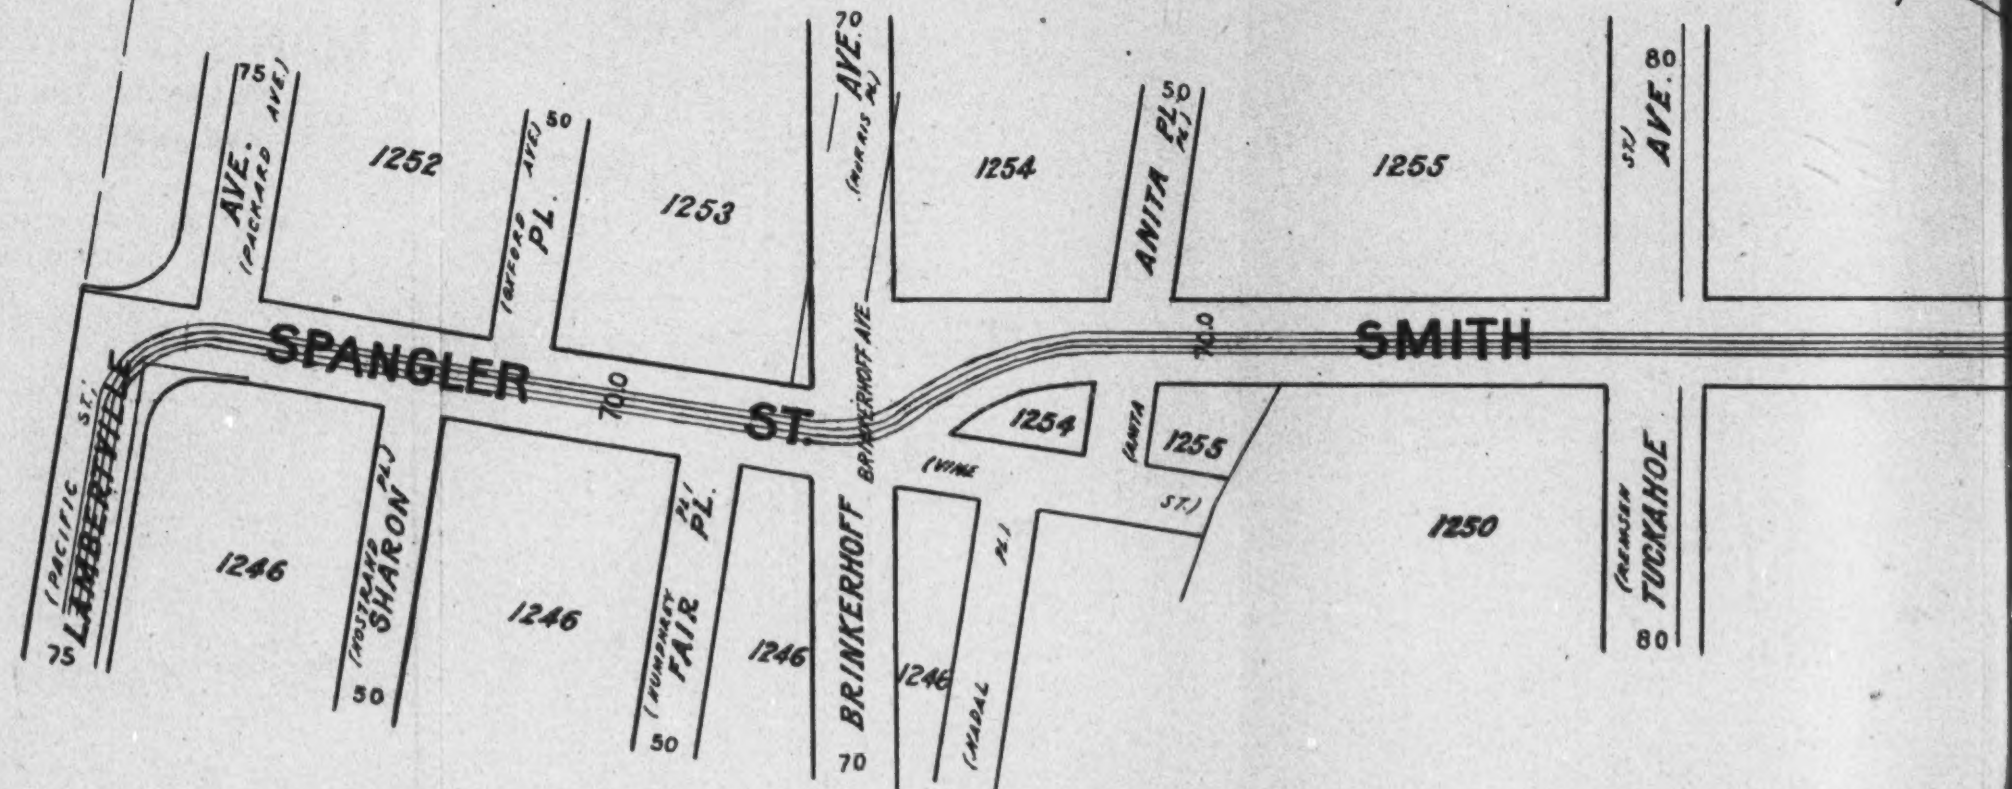 75
AVE.
(PACKARD AVE.)
1252
50
(OXFORD AVE.)
PL.
1253
70
AVE.
(MORRIS PL.)
1254
50
ANITA PL.
PL.)
1255
80
ST.)
AVE.
SPANGLER ST.
70.0
BRINKERHOFF AVE
70.0
SMITH
(PACIFIC ST.)
LAMBERTVILLE
75
1246
(NOSTRAND PL.)
SHARON
50
1246
(HUMPHREY PL.)
FAIR PL.
50
1246
BRINKERHOFF
70
1246
(VINE ST.)
(NADAL PL.)
1254
(ANITA
1255
1250
(REMSEN
TUCKAHOE
80